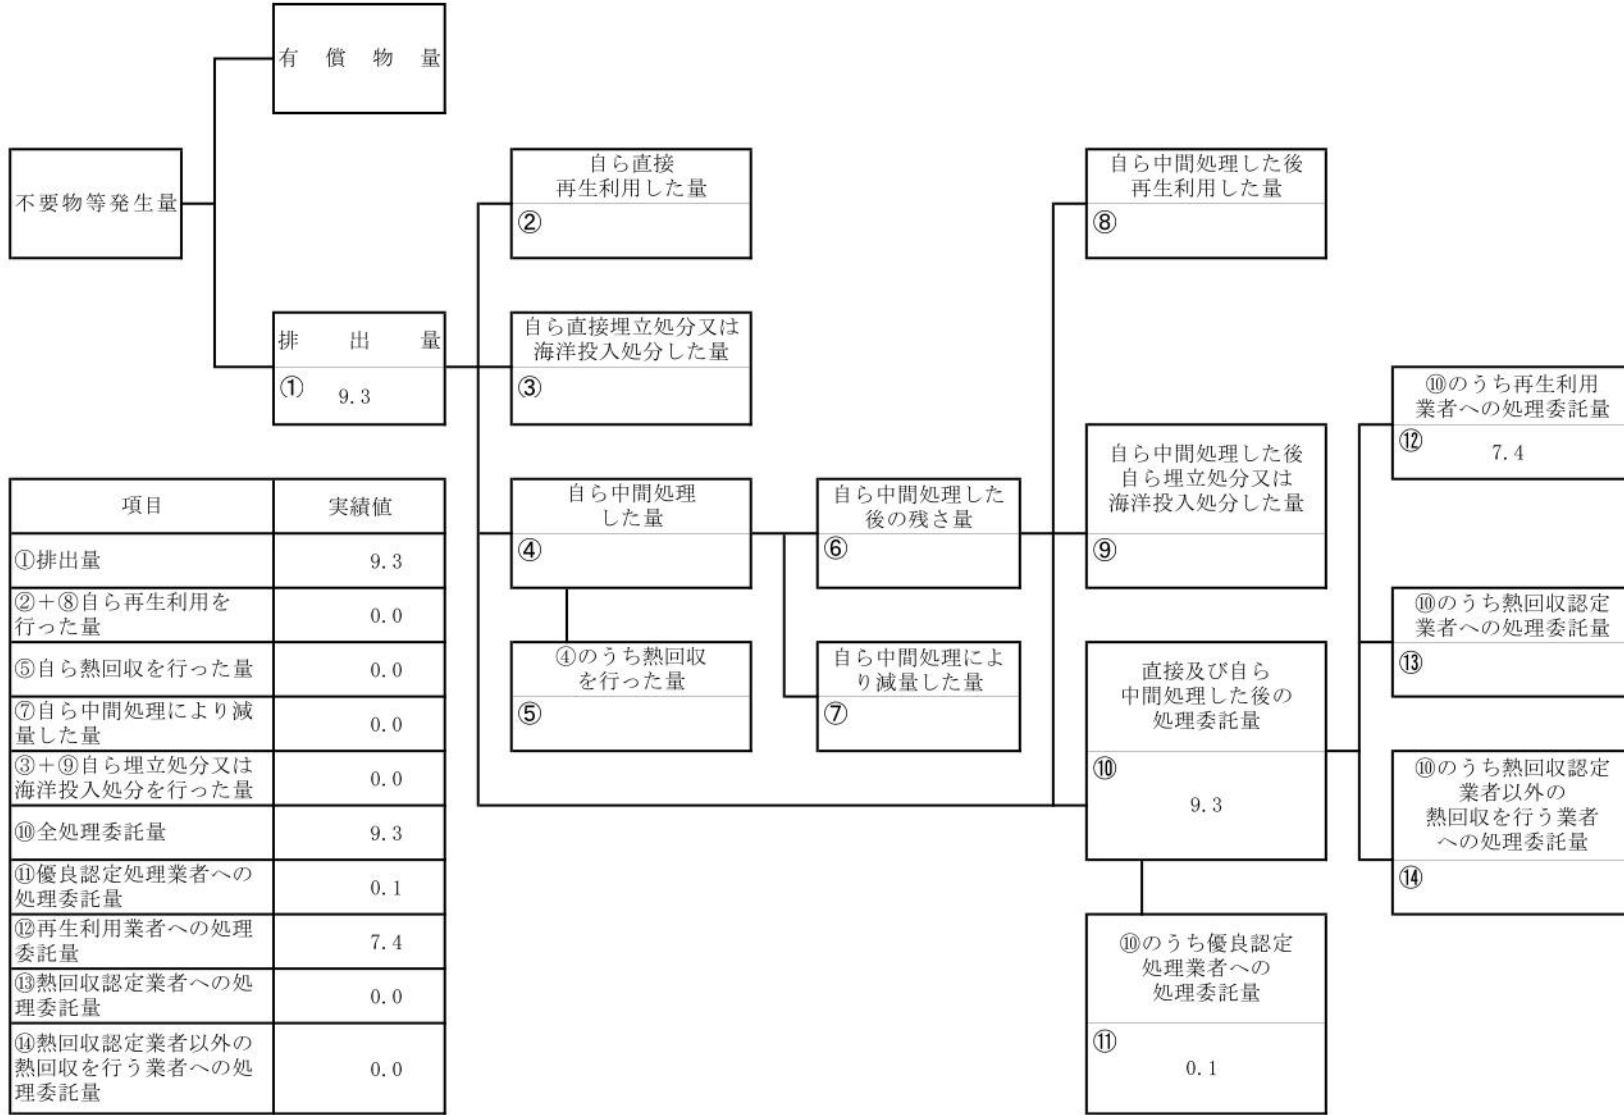 有償物量
不要物等発生量
排出量
①
9.3
自ら直接
再生利用した量
②
自ら直接埋立処分又は
海洋投入処分した量
③
自ら中間処理
した量
④
④のうち熱回収
を行った量
⑤
自ら中間処理した
後の残さ量
⑥
自ら中間処理によ
り減量した量
⑦
自ら中間処理した後
再生利用した量
⑧
自ら中間処理した後
自ら埋立処分又は
海洋投入処分した量
⑨
直接及び自ら
中間処理した後の
処理委託量
⑩
9.3
⑩のうち優良認定
処理業者への
処理委託量
⑪
0.1
⑩のうち再生利用
業者への処理委託量
⑫
7.4
⑩のうち熱回収認定
業者への処理委託量
⑬
⑩のうち熱回収認定
業者以外の
熱回収を行う業者
への処理委託量
⑭
項目 実績値
①排出量 9.3
②+⑧自ら再生利用を
行った量 0.0
⑤自ら熱回収を行った量 0.0
⑦自ら中間処理により減
量した量 0.0
③+⑨自ら埋立処分又は
海洋投入処分を行った量 0.0
⑩全処理委託量 9.3
⑪優良認定処理業者への
処理委託量 0.1
⑫再生利用業者への処理
委託量 7.4
⑬熱回収認定業者への処
理委託量 0.0
⑭熱回収認定業者以外の
熱回収を行う業者への処
理委託量 0.0